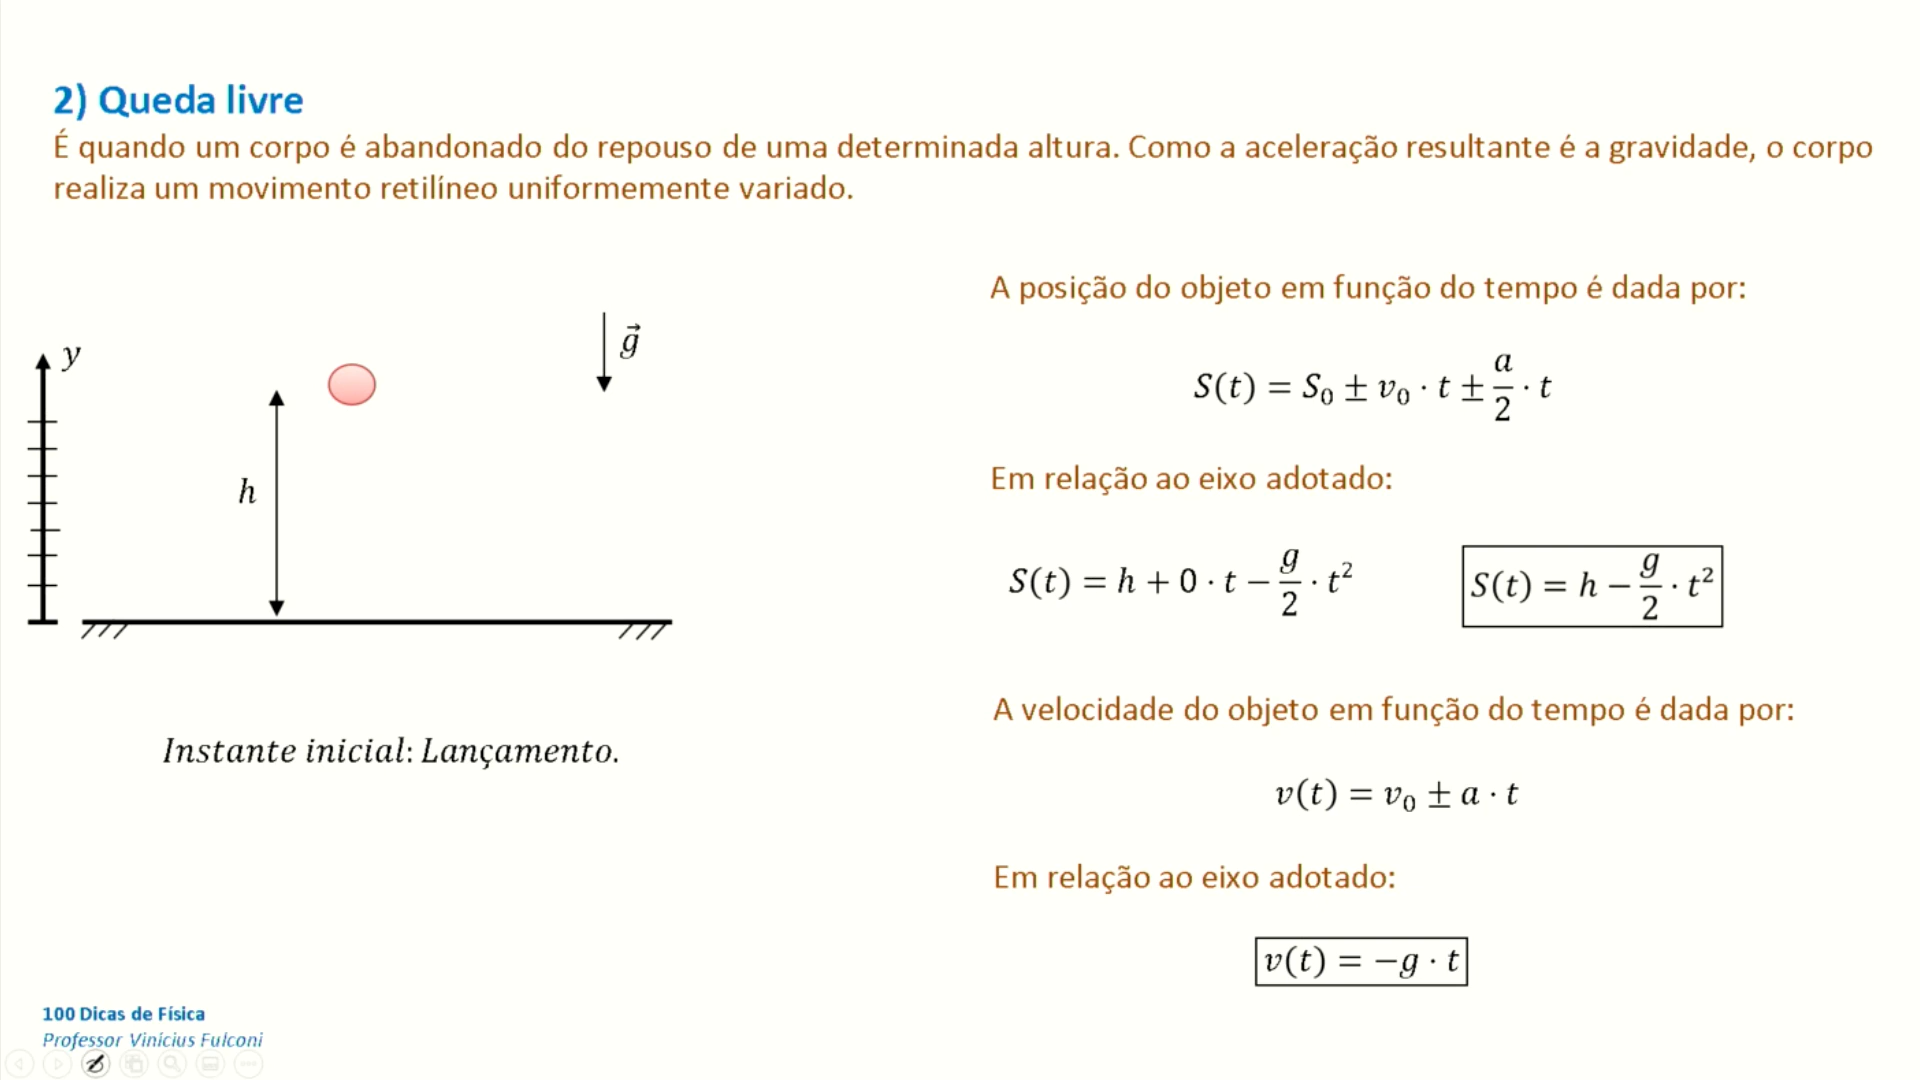 2) Queda livre
É quando um corpo é abandonado do repouso de uma determinada altura. Como a aceleração resultante é a gravidade, o corpo
realiza um movimento retilíneo uniformemente variado.
y
h
g⃗
Instante inicial: Lançamento.
A posição do objeto em função do tempo é dada por:
S(t) = S₀ ± v₀ · t ± a/2 · t
Em relação ao eixo adotado:
S(t) = h + 0 · t − g/2 · t²
S(t) = h − g/2 · t²
A velocidade do objeto em função do tempo é dada por:
v(t) = v₀ ± a · t
Em relação ao eixo adotado:
v(t) = −g · t
100 Dicas de Física
Professor Vinícius Fulconi